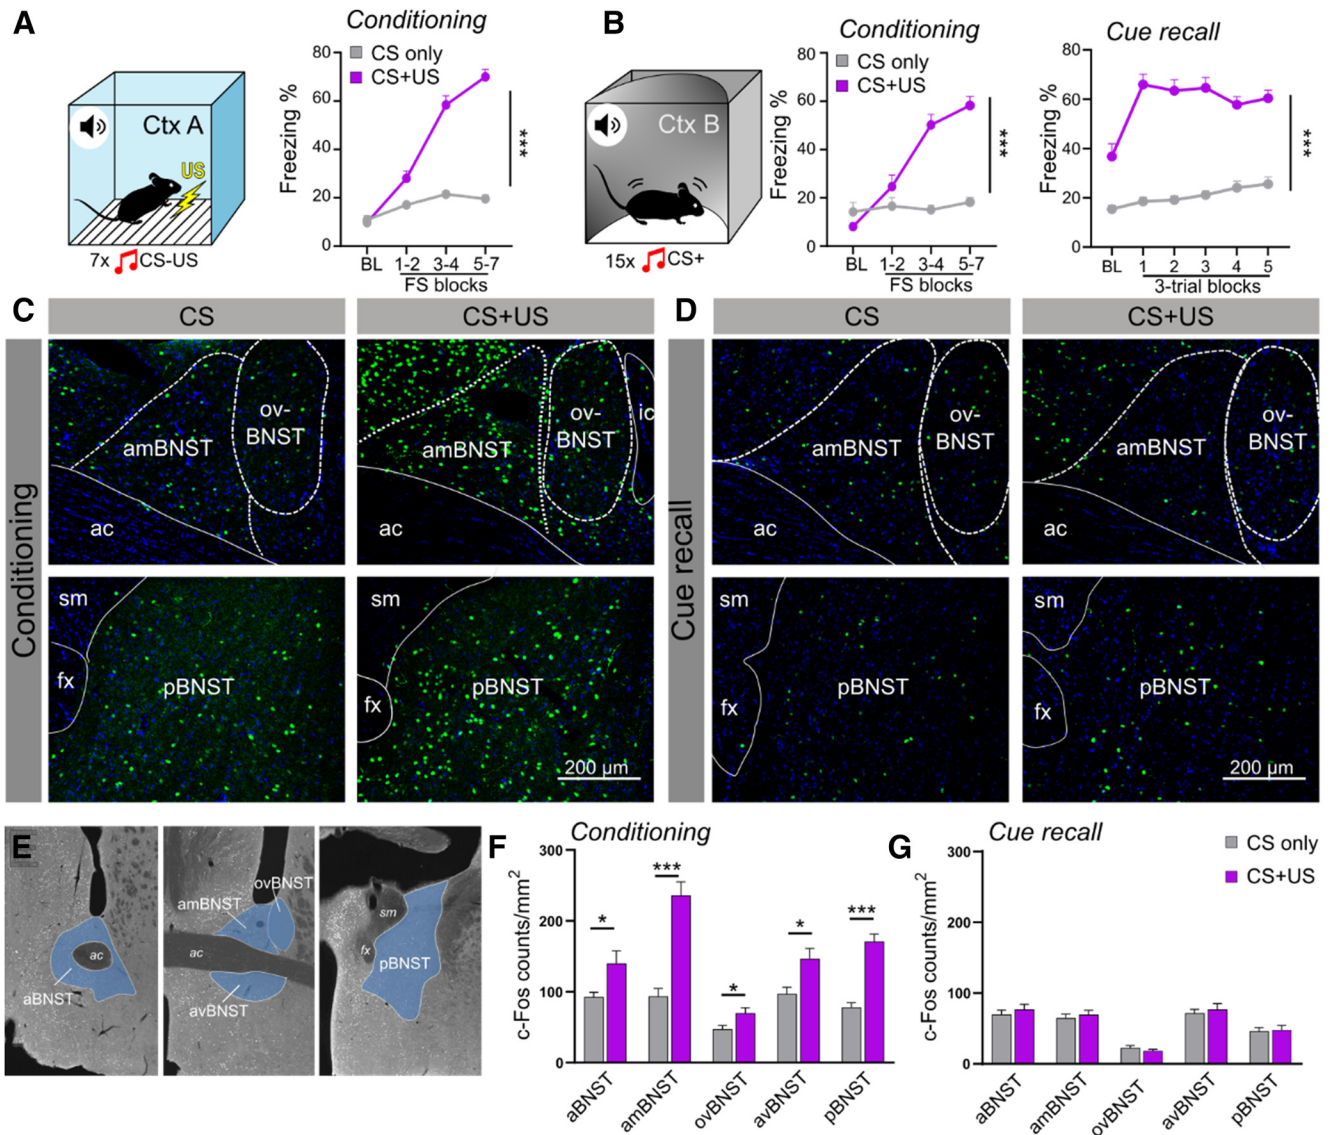 A
Conditioning
Freezing %
80
60
40
20
0
CS only
CS+US
***
BL
1-2
3-4
5-7
FS blocks
Ctx A
US
7x CS-US
B
Conditioning
Freezing %
80
60
40
20
0
CS only
CS+US
***
BL
1-2
3-4
5-7
FS blocks
Ctx B
15x CS+
Cue recall
Freezing %
80
60
40
20
0
***
BL
1
2
3
4
5
3-trial blocks
C
CS
CS+US
Conditioning
amBNST
ov-
BNST
ac
amBNST
ov-
BNST
ic
ac
sm
fx
pBNST
sm
fx
pBNST
200 µm
D
CS
CS+US
Cue recall
amBNST
ov-
BNST
ac
amBNST
ov-
BNST
ac
sm
fx
pBNST
sm
fx
pBNST
200 µm
E
ac
aBNST
ovBNST
amBNST
ac
avBNST
sm
fx
pBNST
F
Conditioning
c-Fos counts/mm2
300
200
100
0
*
***
*
*
***
aBNST
amBNST
ovBNST
avBNST
pBNST
G
Cue recall
CS only
CS+US
c-Fos counts/mm2
300
200
100
0
aBNST
amBNST
ovBNST
avBNST
pBNST